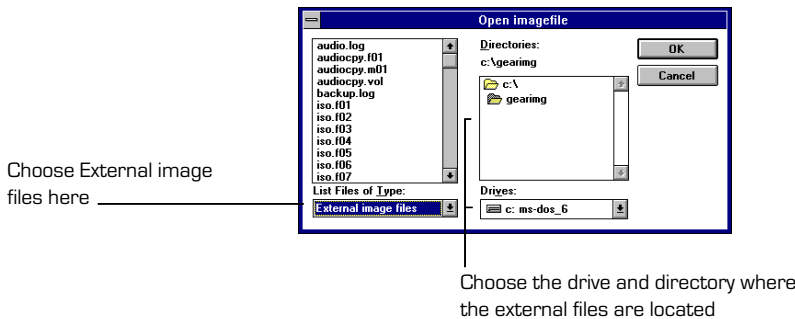 Open imagefile
audio.log
audiocpy.f01
audiocpy.m01
audiocpy.vol
backup.log
iso.f01
iso.f02
iso.f03
iso.f04
iso.f05
iso.f06
iso.f07
List Files of Type:
External image files
Directories:
c:\gearimg
c:\
gearimg
Drives:
c: ms-dos_6
OK
Cancel
Choose External image
files here
Choose the drive and directory where
the external files are located